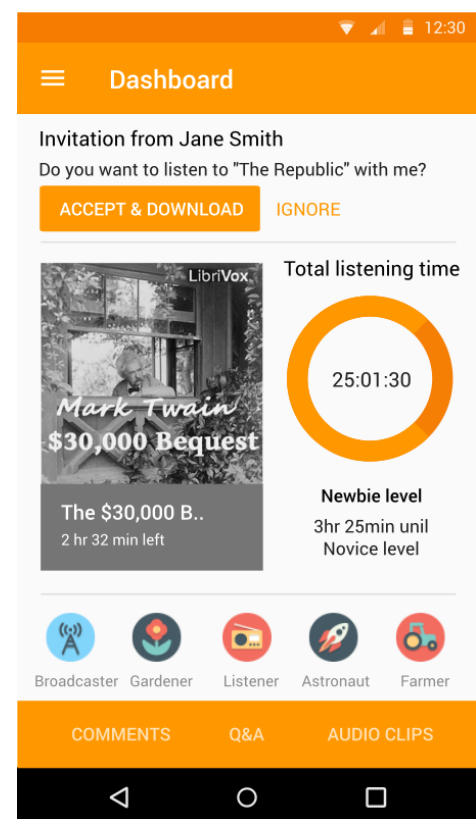 12:30
Dashboard
Invitation from Jane Smith
Do you want to listen to "The Republic" with me?
ACCEPT & DOWNLOAD
IGNORE
LibriVox
Mark Twain
$30,000 Bequest
The $30,000 B..
2 hr 32 min left
Total listening time
25:01:30
Newbie level
3hr 25min unil
Novice level
Broadcaster
Gardener
Listener
Astronaut
Farmer
COMMENTS
Q&A
AUDIO CLIPS